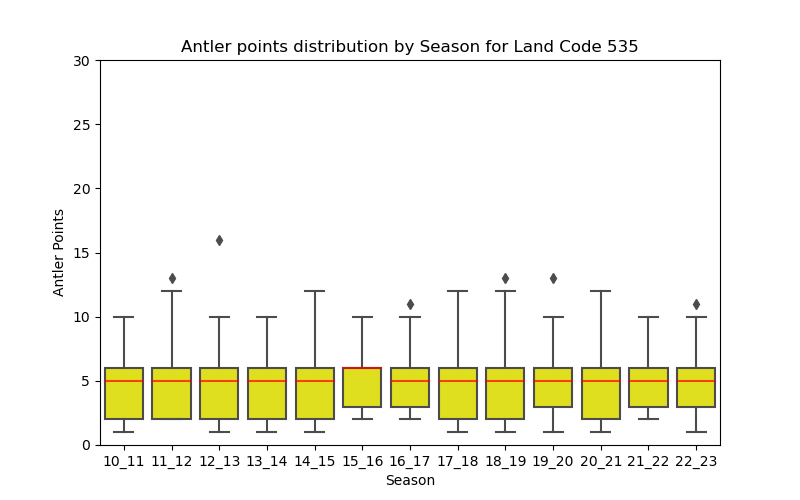 Antler points distribution by Season for Land Code 535
30
25
20
15
10
5
0
Antler Points
10_11 11_12 12_13 13_14 14_15 15_16 16_17 17_18 18_19 19_20 20_21 21_22 22_23
Season